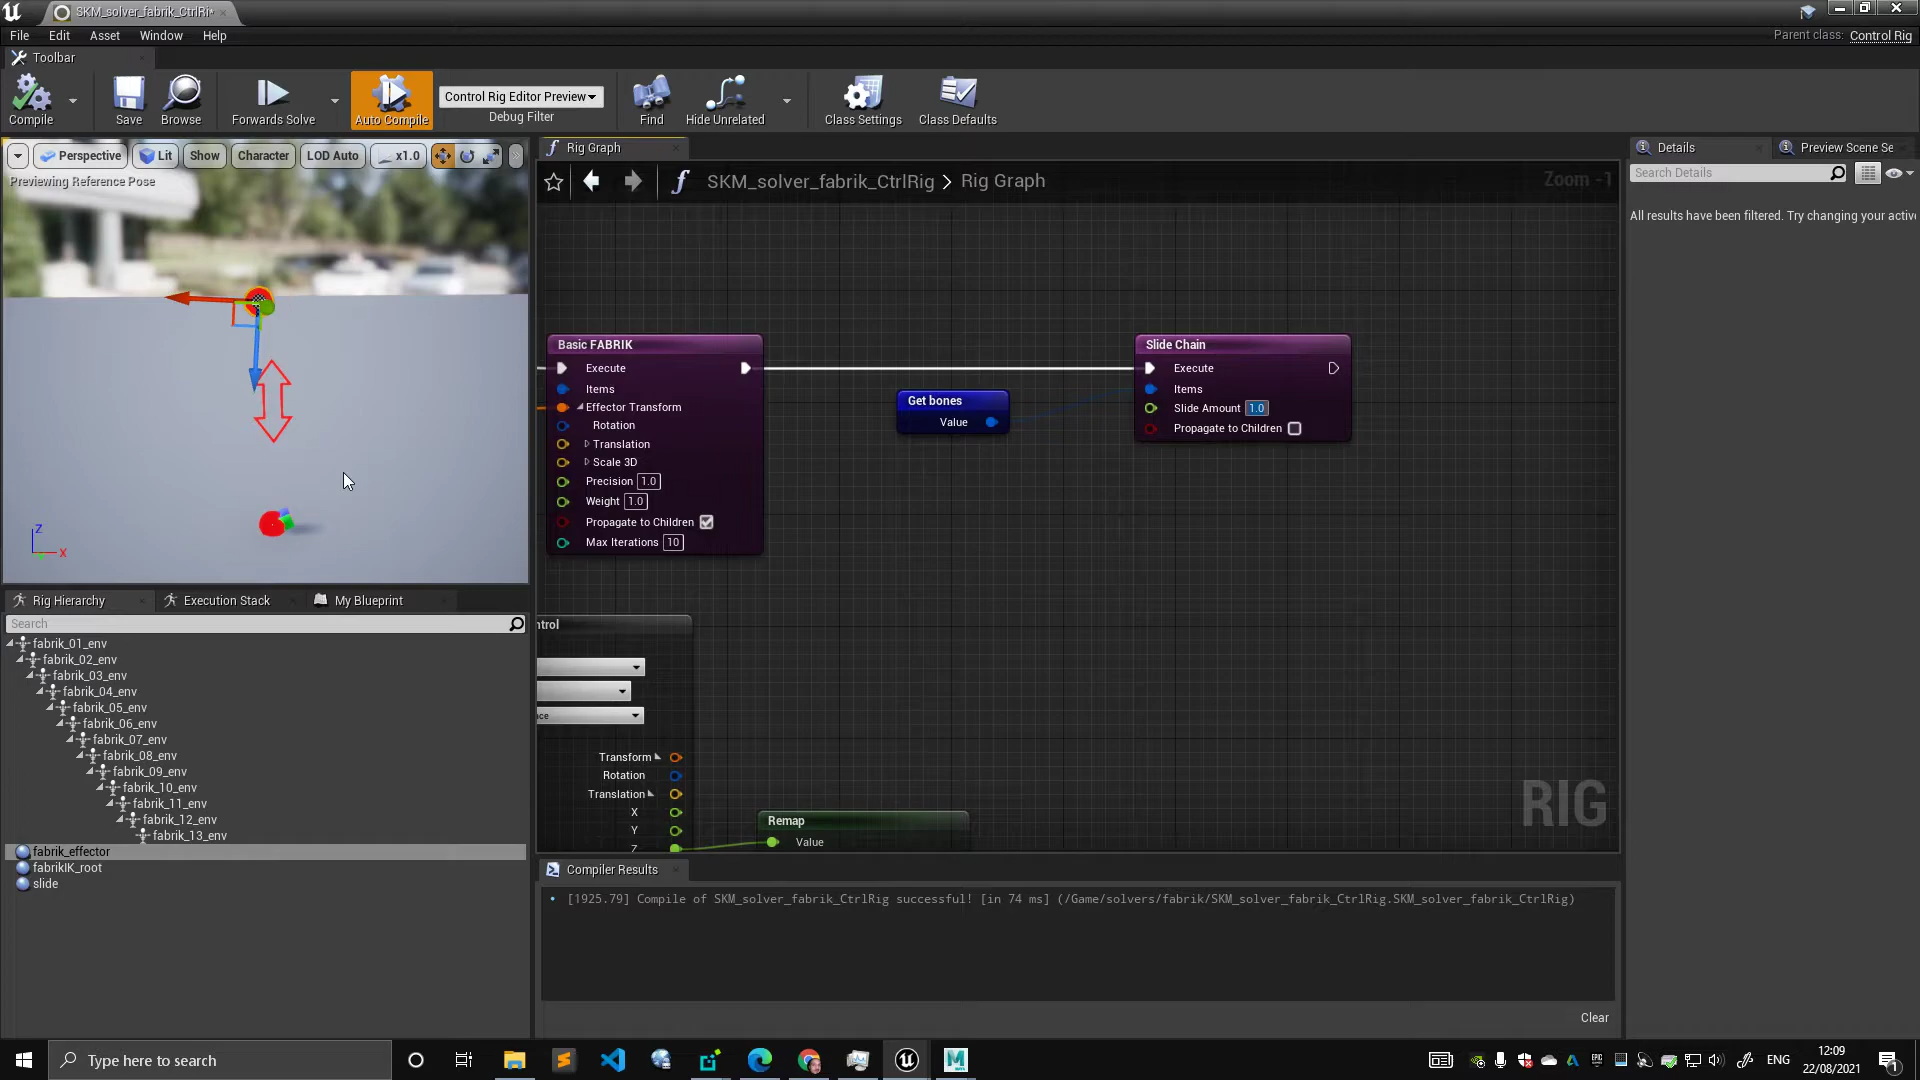 SKM_solver_fabrik_CtrlRi*
File Edit Asset Window Help
Parent class: Control Rig
Toolbar
Compile
Save
Browse
Forwards Solve
Auto Compile
Control Rig Editor Preview
Debug Filter
Find
Hide Unrelated
Class Settings
Class Defaults
Perspective
Lit
Show
Character
LOD Auto
x1.0
Previewing Reference Pose
Z
X
Rig Graph
SKM_solver_fabrik_CtrlRig > Rig Graph
Zoom -1
Basic FABRIK
Execute
Items
Effector Transform
Rotation
Translation
Scale 3D
Precision 1.0
Weight 1.0
Propagate to Children
Max Iterations 10
Get bones
Value
Slide Chain
Execute
Items
Slide Amount 1.0
Propagate to Children
ntrol
ace
Transform
Rotation
Translation
X
Y
Z
Remap
Value
RIG
Details
Preview Scene Se
Search Details
All results have been filtered. Try changing your activ
Rig Hierarchy
Execution Stack
My Blueprint
Search
fabrik_01_env
fabrik_02_env
fabrik_03_env
fabrik_04_env
fabrik_05_env
fabrik_06_env
fabrik_07_env
fabrik_08_env
fabrik_09_env
fabrik_10_env
fabrik_11_env
fabrik_12_env
fabrik_13_env
fabrik_effector
fabrikIK_root
slide
Compiler Results
[1925.79] Compile of SKM_solver_fabrik_CtrlRig successful! [in 74 ms] (/Game/solvers/fabrik/SKM_solver_fabrik_CtrlRig.SKM_solver_fabrik_CtrlRig)
Clear
Type here to search
ENG
12:09
22/08/2021
1